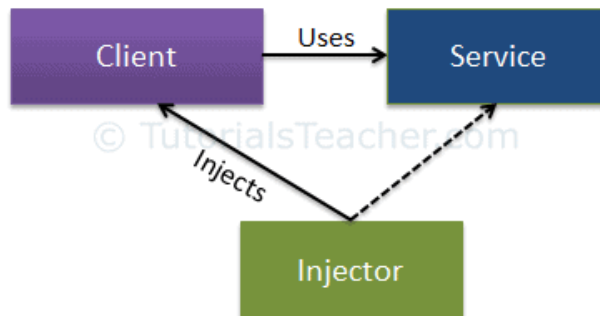 Client
Uses
Service
© TutorialsTeacher.com
Injects
Injector